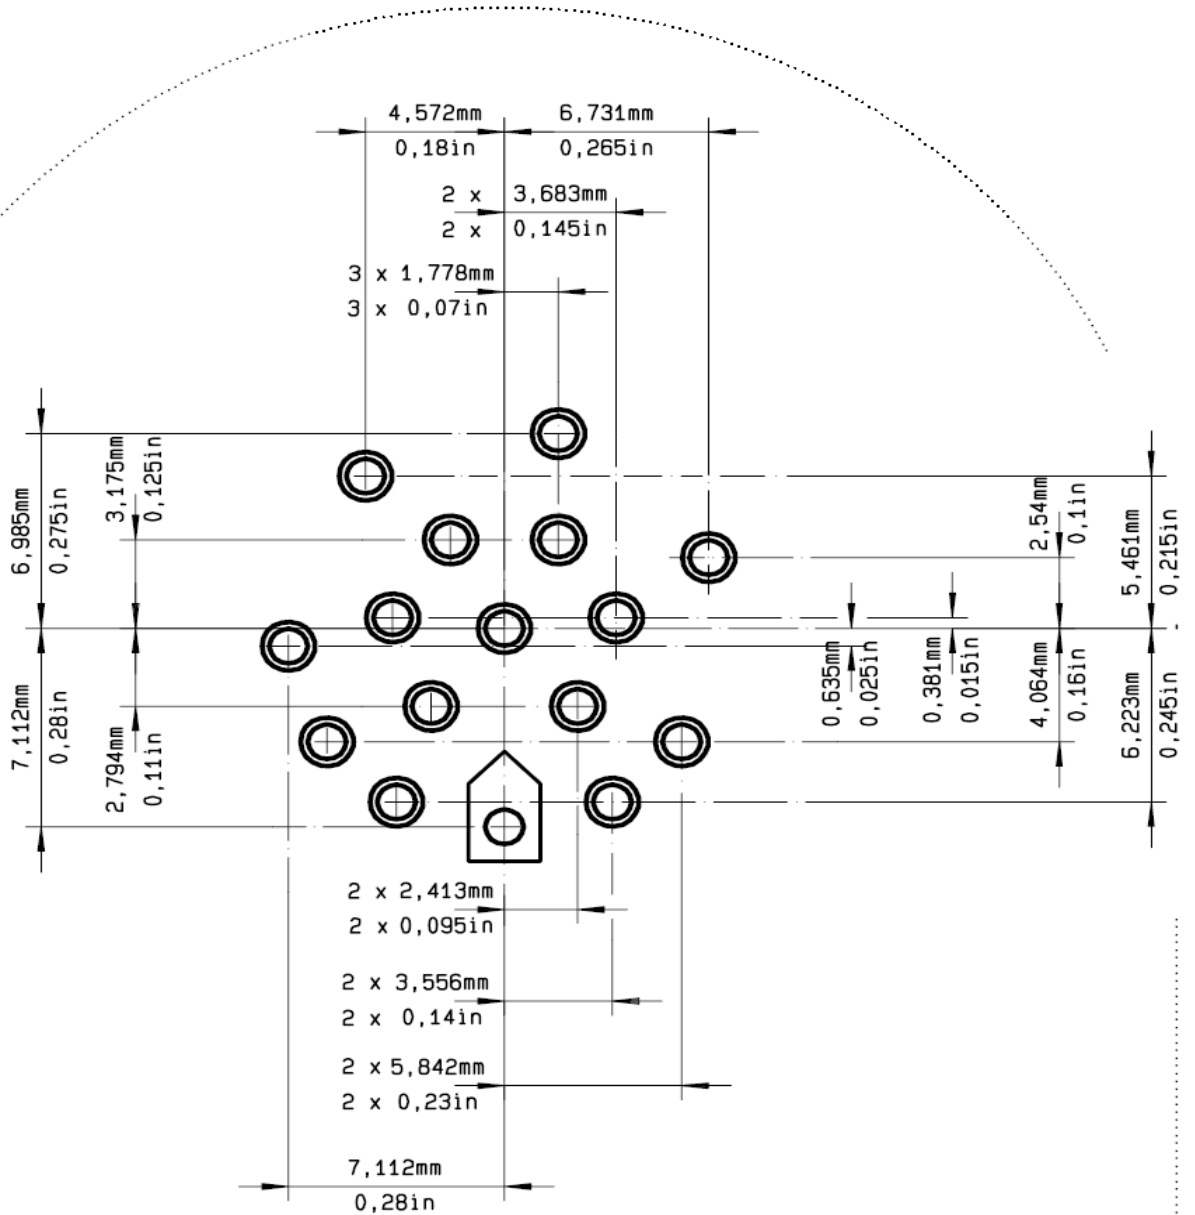 4,572mm
0,18in
6,731mm
0,265in
2 x 3,683mm
2 x 0,145in
3 x 1,778mm
3 x 0,07in
6,985mm
0,275in
3,175mm
0,125in
2,54mm
0,1in
5,461mm
0,215in
7,112mm
0,28in
2,794mm
0,11in
0,635mm
0,025in
0,381mm
0,015in
4,064mm
0,16in
6,223mm
0,245in
2 x 2,413mm
2 x 0,095in
2 x 3,556mm
2 x 0,14in
2 x 5,842mm
2 x 0,23in
7,112mm
0,28in